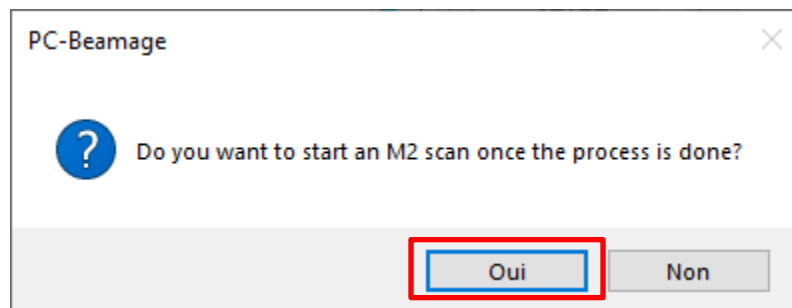 PC-Beamage
Do you want to start an M2 scan once the process is done?
Oui Non